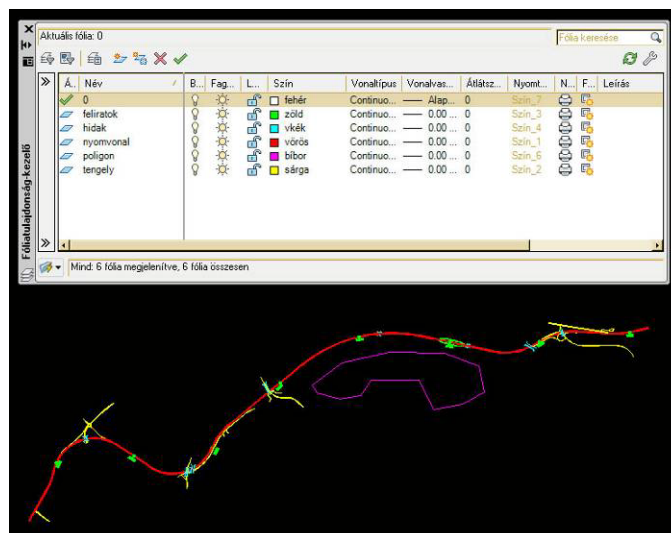 Aktuális fólia: 0
Fólia keresése
Á.. Név B... Fag... L... Szín Vonaltípus Vonalvas... Átlátsz... Nyomt... N... F... Leírás
0 fehér Continuo... Alap... 0 Szín_7
feliratok zöld Continuo... 0.00 ... 0 Szín_3
hidak vkék Continuo... 0.00 ... 0 Szín_4
nyomvonal vörös Continuo... 0.00 ... 0 Szín_1
poligon bíbor Continuo... 0.00 ... 0 Szín_6
tengely sárga Continuo... 0.00 ... 0 Szín_2
Fóliatulajdonság-kezelő
Mind: 6 fólia megjelenítve, 6 fólia összesen